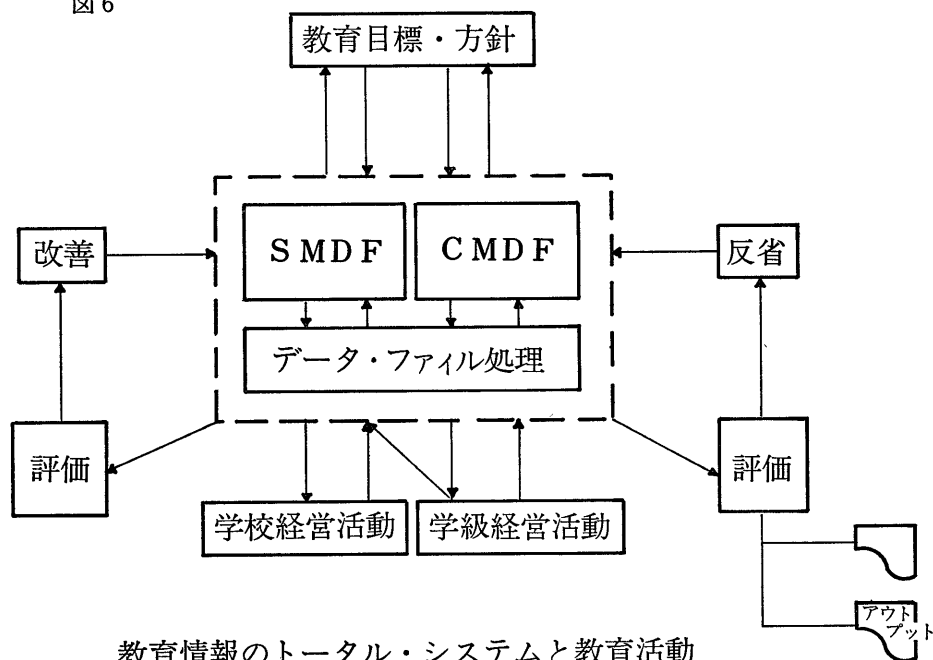 図6
教育目標・方針
SMDF
CMDF
改善
反省
データ・ファイル処理
評価
評価
学校経営活動
学級経営活動
アウト
プット
教育情報のトータル・システムと教育活動